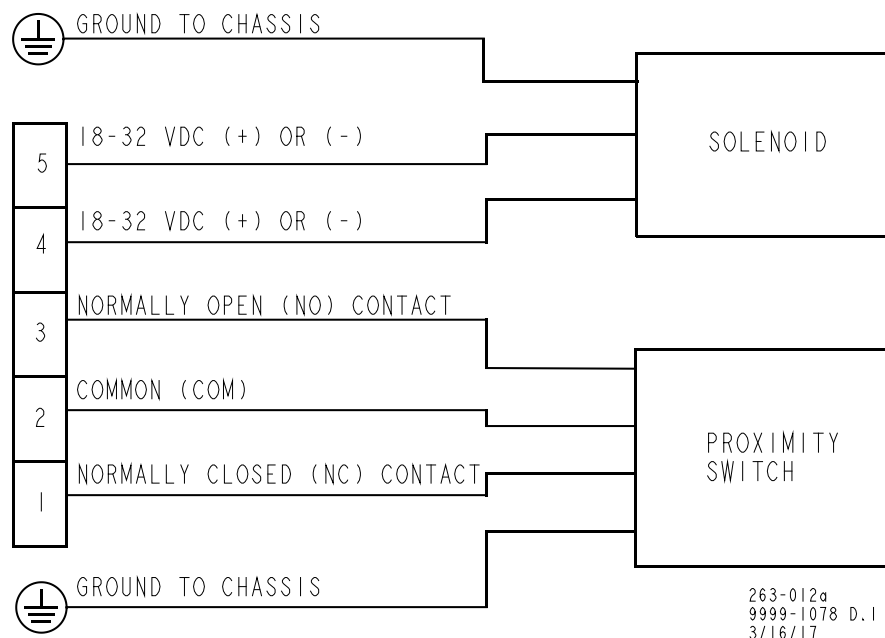 GROUND TO CHASSIS
18-32 VDC (+) OR (-)
5
SOLENOID
18-32 VDC (+) OR (-)
4
NORMALLY OPEN (NO) CONTACT
3
COMMON (COM)
2
PROXIMITY
SWITCH
NORMALLY CLOSED (NC) CONTACT
1
GROUND TO CHASSIS
263-012a
9999-1078 D.1
3/16/17